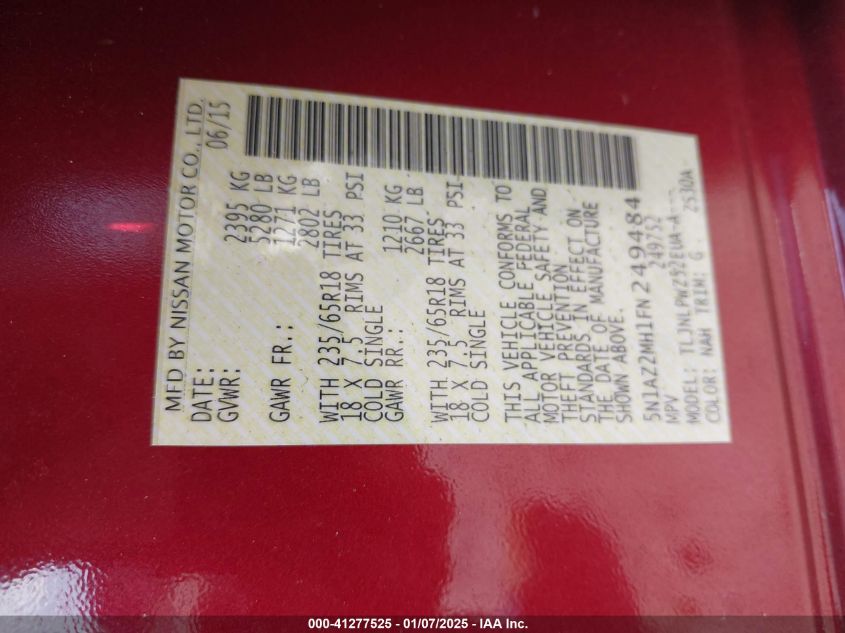 MFD BY NISSAN MOTOR CO., LTD.
DATE: 06/15
GVWR: 2395 KG
5280 LB
GAWR FR.: 1271 KG
2802 LB
WITH 235/65R18 TIRES
18 X 7.5 RIMS AT 33 PSI
COLD SINGLE
GAWR RR.: 1210 KG
2667 LB
WITH 235/65R18 TIRES
18 X 7.5 RIMS AT 33 PSI
COLD SINGLE
THIS VEHICLE CONFORMS TO
ALL APPLICABLE FEDERAL
MOTOR VEHICLE SAFETY AND
THEFT PREVENTION
STANDARDS IN EFFECT ON
THE DATE OF MANUFACTURE
SHOWN ABOVE.
5N1AZ2MH1FN249484
MPV 249752
MODEL: TLJNLPWZ52EUA-A---
COLOR: NAH TRIM: G 2530A
000-41277525 - 01/07/2025 - IAA Inc.